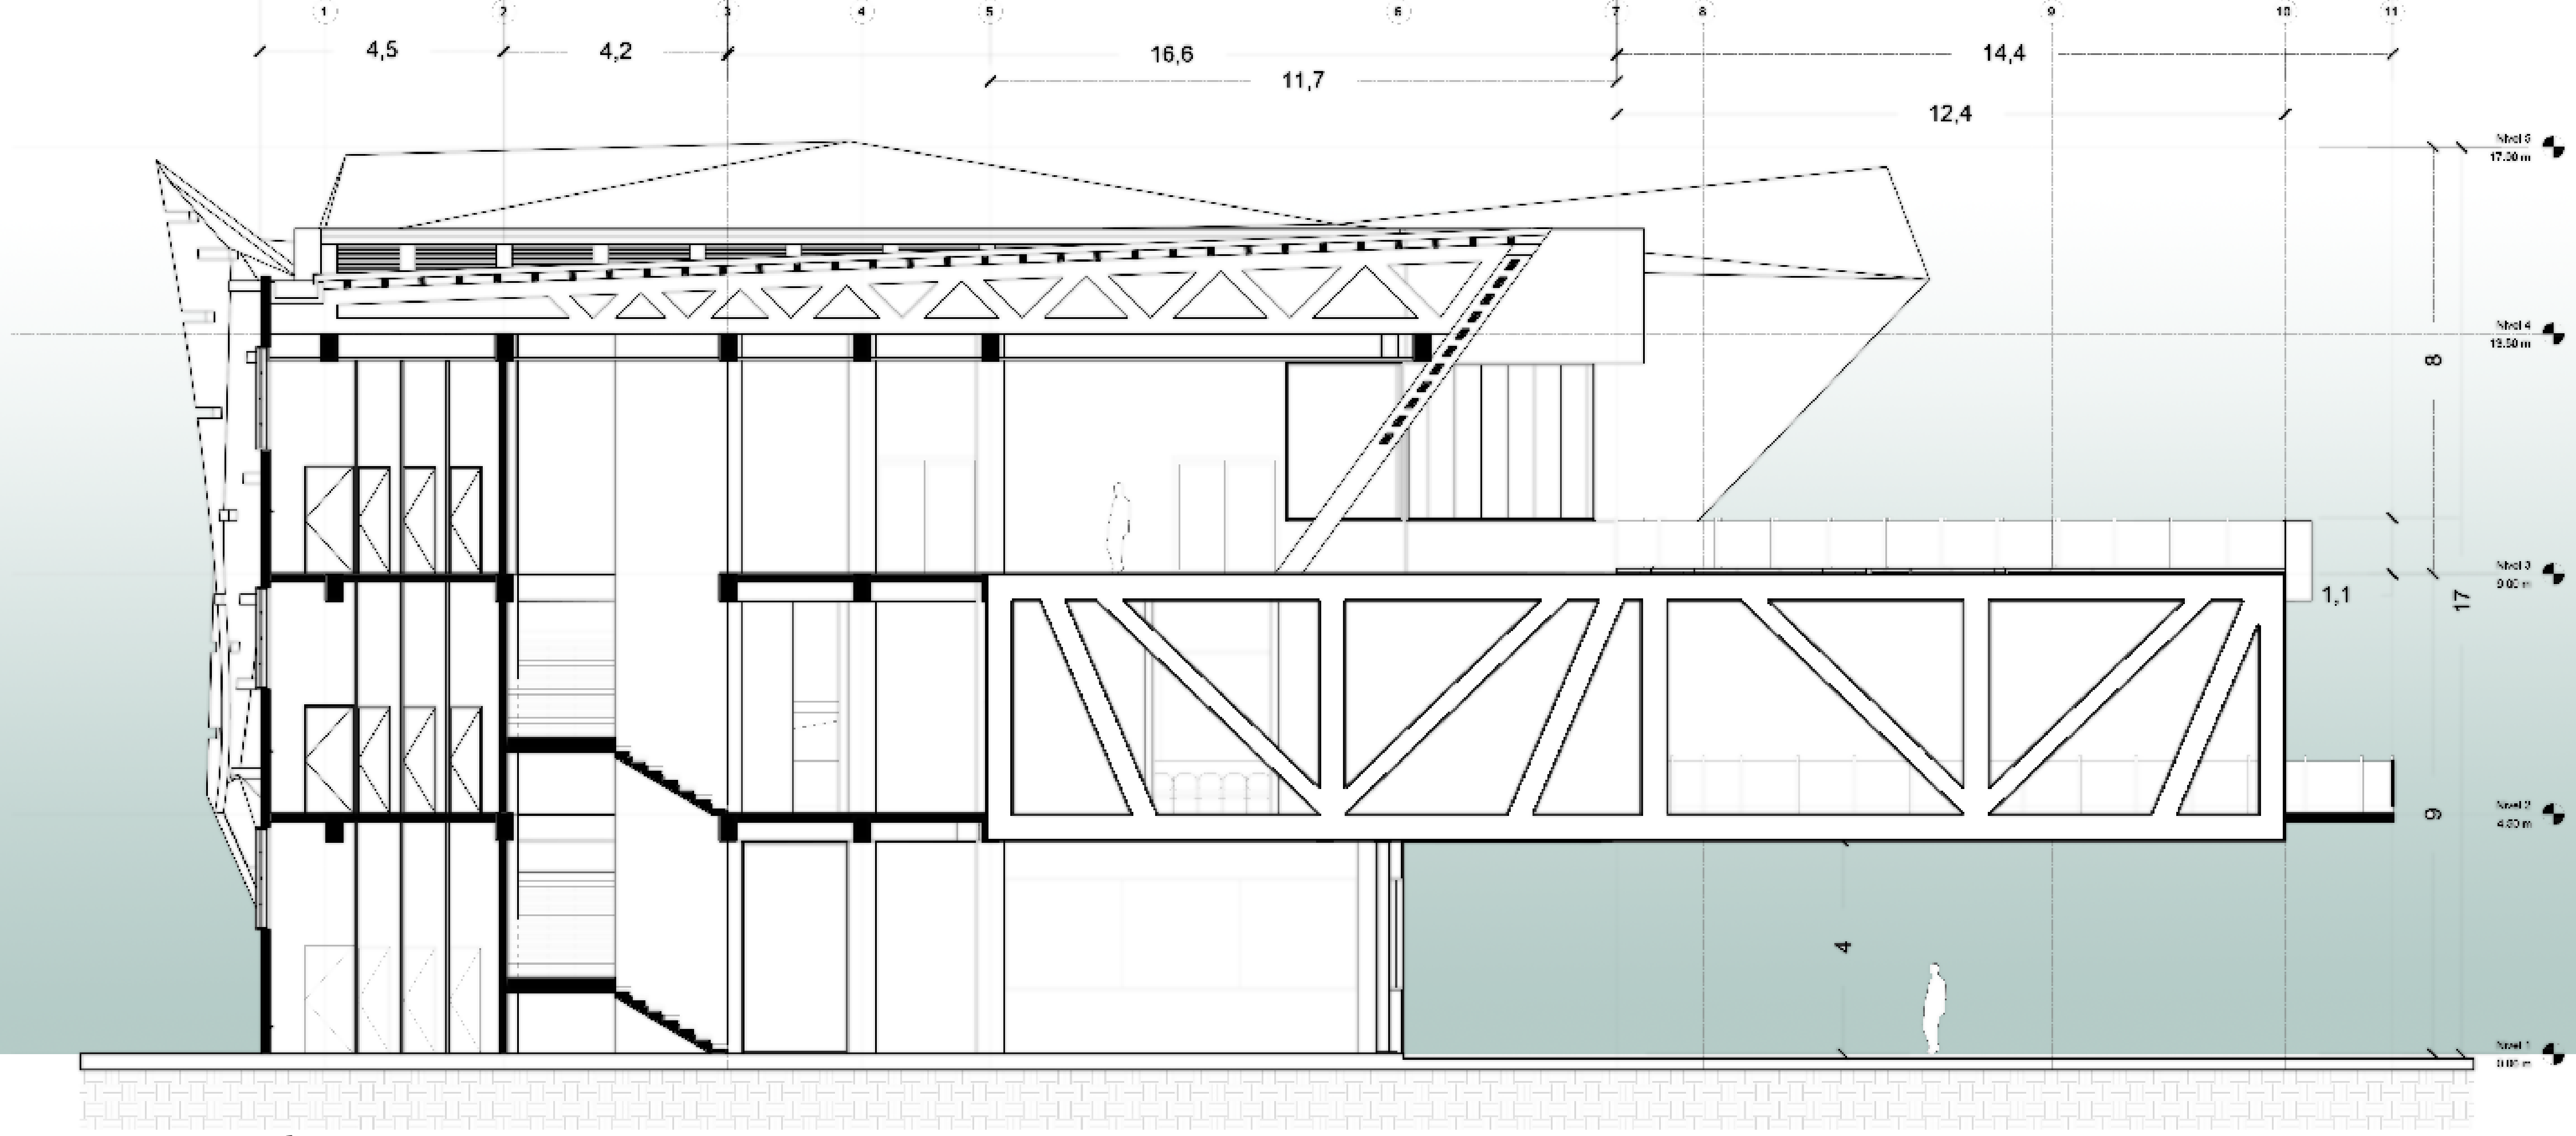 1 2 3 4 5 6 7 8 9 10 11
4,5 4,2 16,6 14,4
11,7
12,4
Nivel 5
17.00 m
Nivel 4
13.50 m
8
Nivel 3
9.00 m
1,1
17
Nivel 2
4.50 m
9
4
Nivel 1
0.00 m